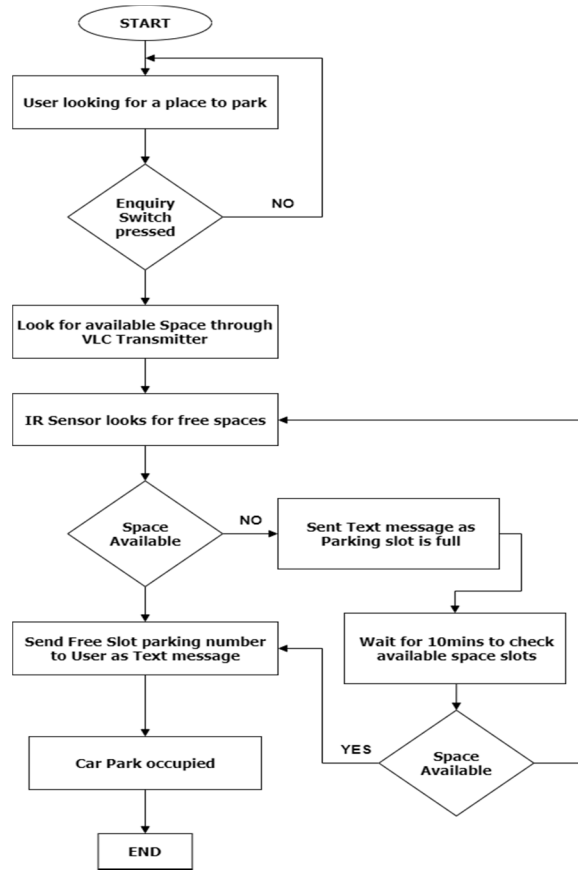 START
User looking for a place to park
Enquiry
Switch
pressed
NO
Look for available Space through
VLC Transmitter
IR Sensor looks for free spaces
Space
Available
NO
Sent Text message as
Parking slot is full
Send Free Slot parking number
to User as Text message
Wait for 10mins to check
available space slots
YES
Space
Available
Car Park occupied
END